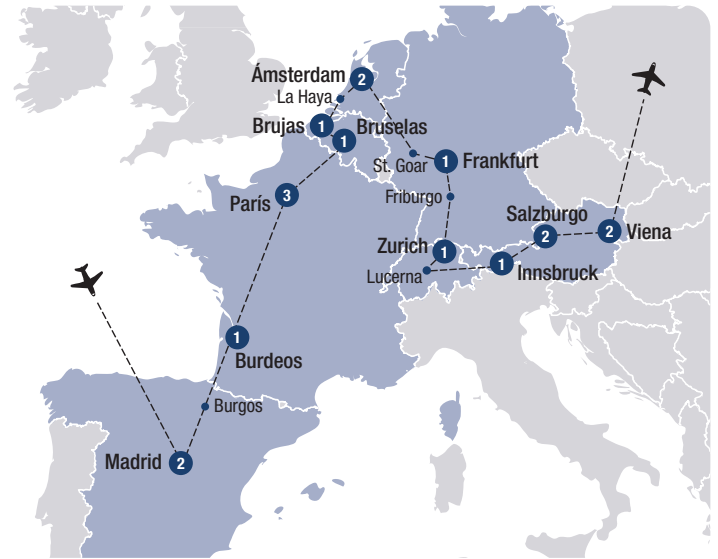 Ámsterdam
2
La Haya
Brujas
1
Bruselas
1
St. Goar
1
Frankfurt
Friburgo
París
3
Salzburgo
2
2
Viena
Zurich
1
Lucerna
1
Innsbruck
1
Burdeos
Burgos
Madrid
2